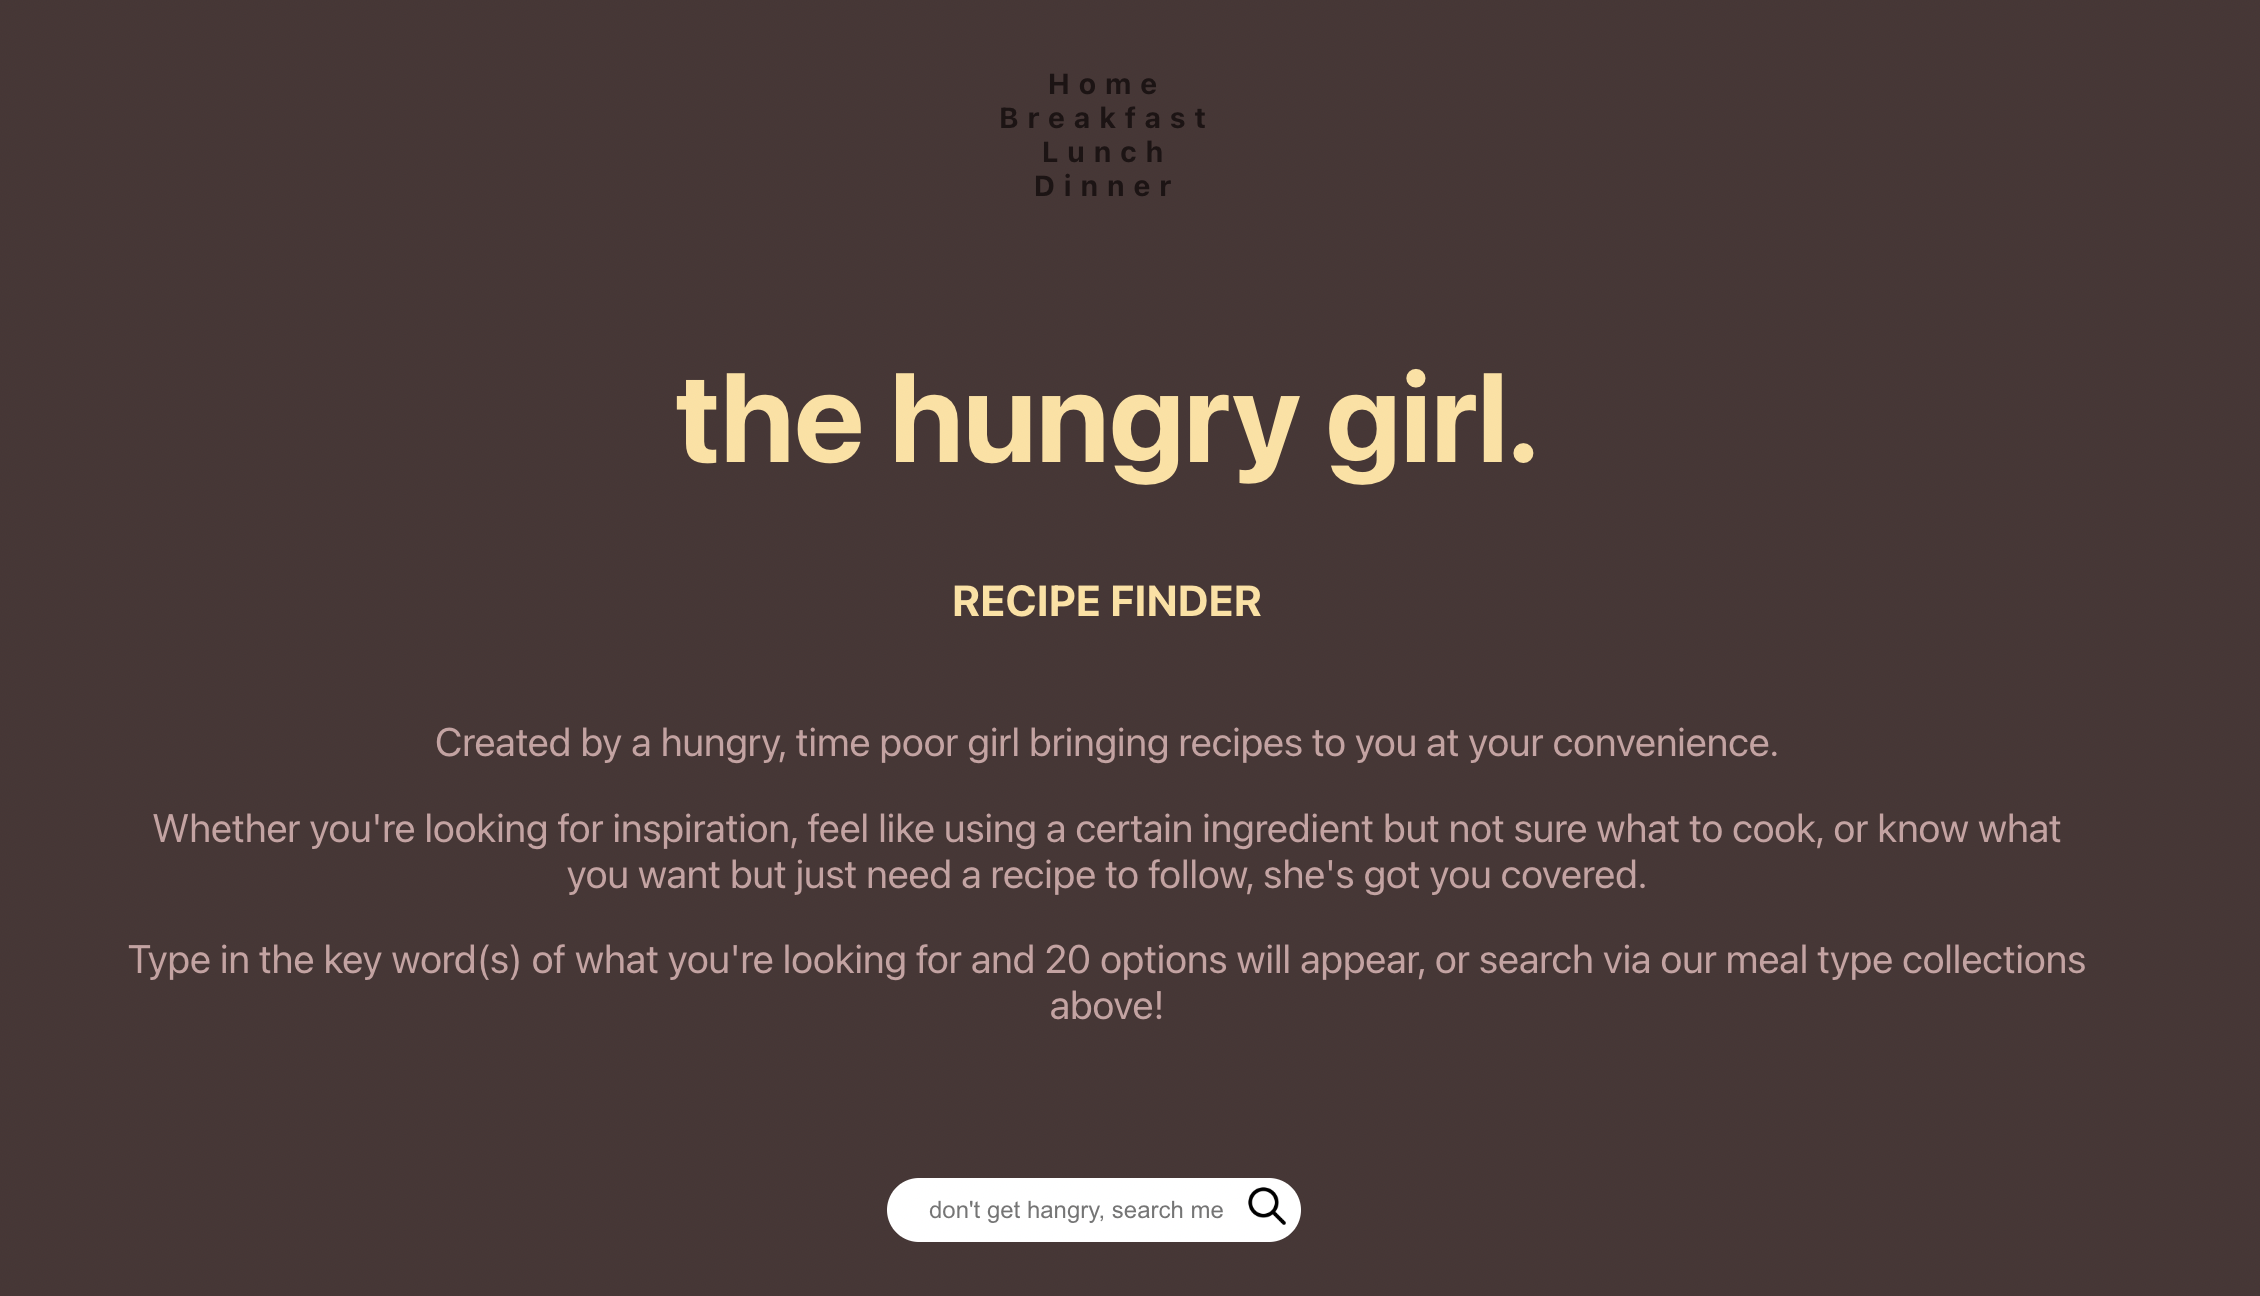 Home
Breakfast
Lunch
Dinner
the hungry girl.
RECIPE FINDER
Created by a hungry, time poor girl bringing recipes to you at your convenience.
Whether you're looking for inspiration, feel like using a certain ingredient but not sure what to cook, or know what
you want but just need a recipe to follow, she's got you covered.
Type in the key word(s) of what you're looking for and 20 options will appear, or search via our meal type collections
above!
don't get hangry, search me